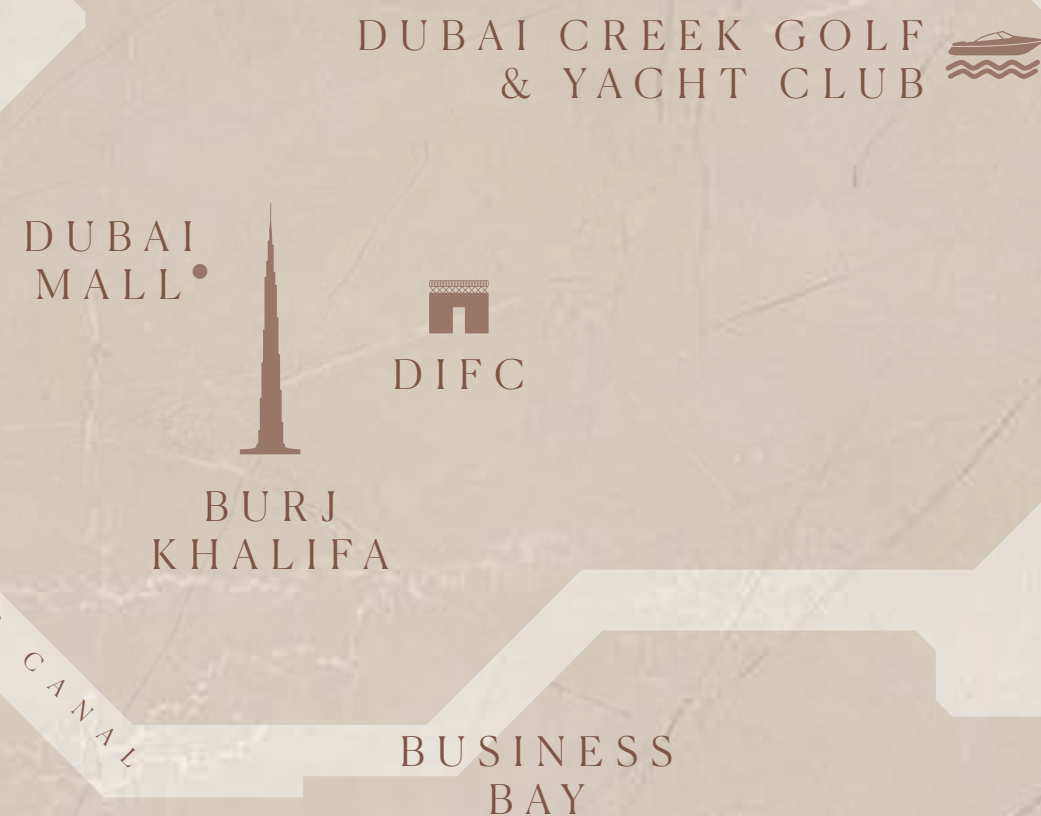 DUBAI CREEK GOLF
& YACHT CLUB
DUBAI
MALL
DIFC
BURJ
KHALIFA
CANAL
BUSINESS
BAY